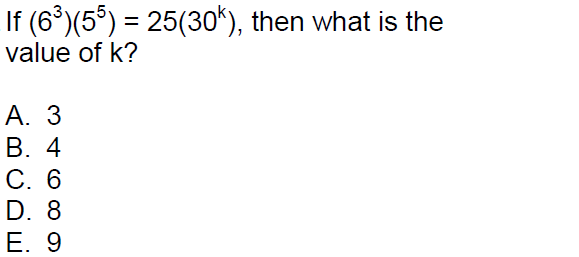 If (6³)(5⁵) = 25(30ᵏ), then what is the
value of k?
A. 3
B. 4
C. 6
D. 8
E. 9